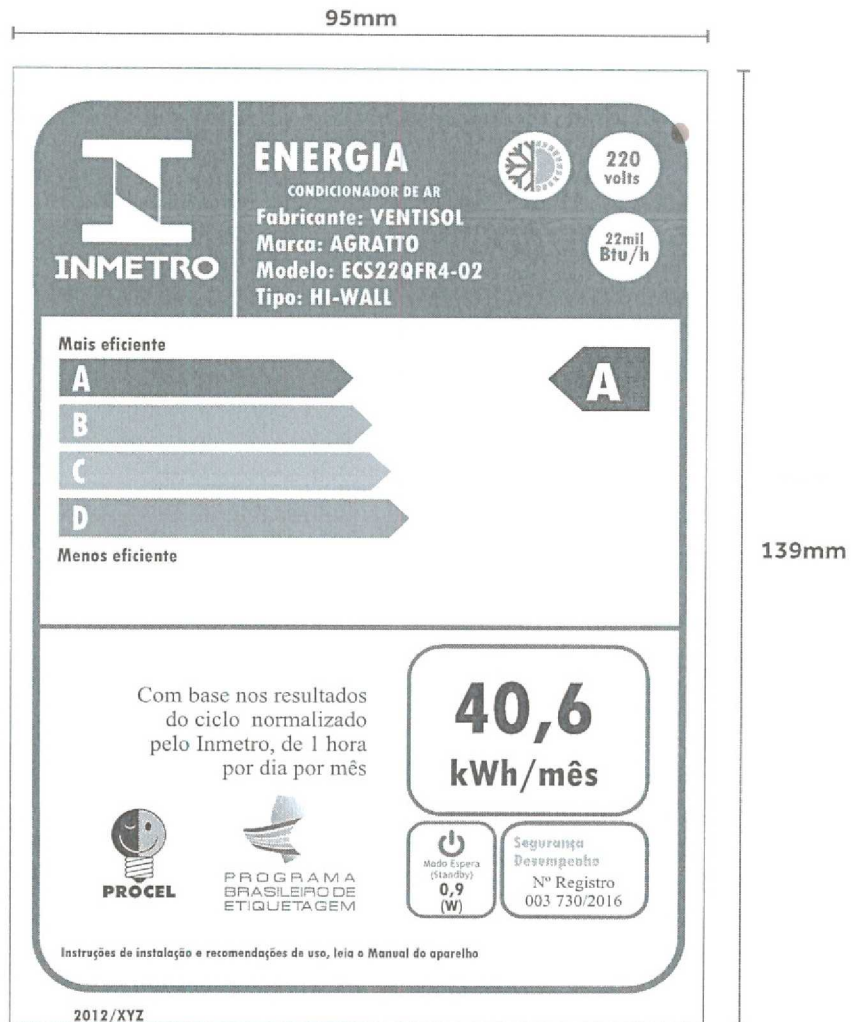 95mm
INMETRO
ENERGIA
CONDICIONADOR DE AR
Fabricante: VENTISOL
Marca: AGRATTO
Modelo: ECS22QFR4-02
Tipo: HI-WALL
220
volts
22mil
Btu/h
Mais eficiente
A
A
B
C
D
Menos eficiente
139mm
Com base nos resultados
do ciclo normalizado
pelo Inmetro, de 1 hora
por dia por mês
40,6
kWh/mês
PROCEL
PROGRAMA
BRASILEIRO DE
ETIQUETAGEM
Modo Espera
(Standby)
0,9
(W)
Segurança
Desempenho
Nº Registro
003 730/2016
Instruções de instalação e recomendações de uso, leia o Manual do aparelho
2012/XYZ